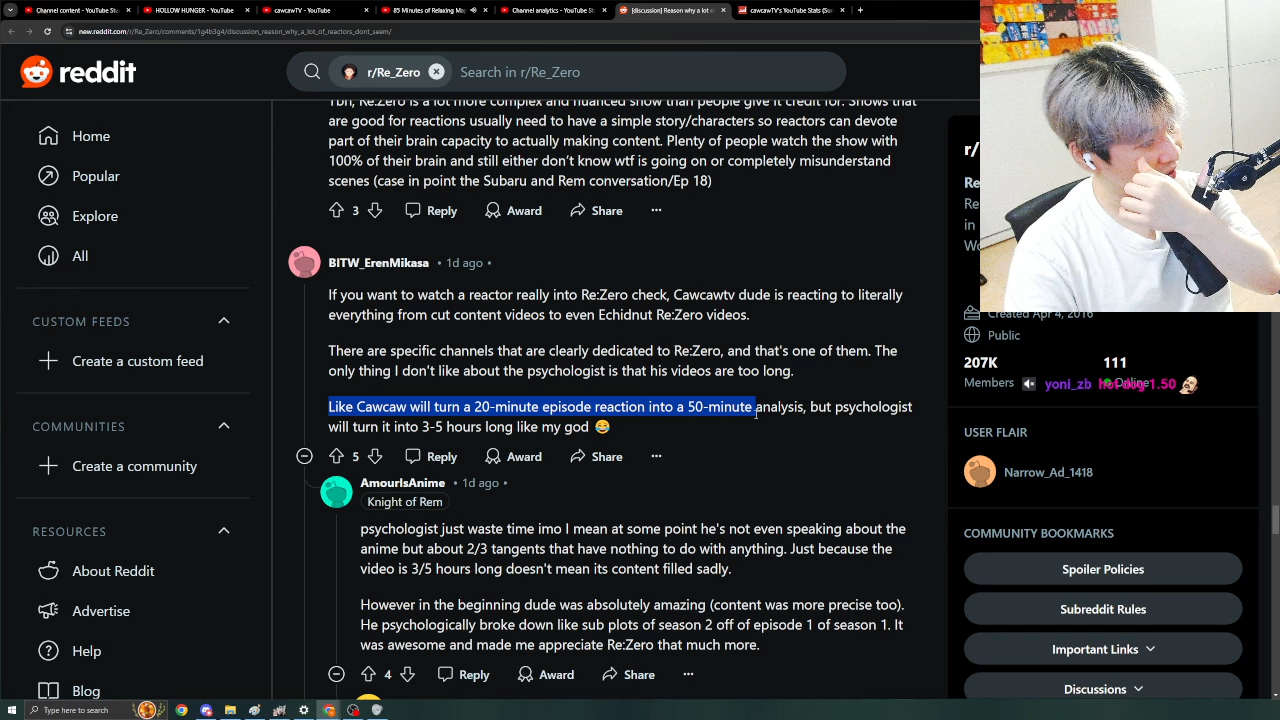 Channel content - YouTube Stu
HOLLOW HUNGER - YouTube
cawcawTV - YouTube
85 Minutes of Relaxing Mu
Channel analytics - YouTube St
[discussion] Reason why a lot o
cawcawTV's YouTube Stats (Su
new.reddit.com/r/Re_Zero/comments/1g4b3g4/discussion_reason_why_a_lot_of_reactors_dont_seem/
reddit
r/Re_Zero
Search in r/Re_Zero
Home
Popular
Explore
All
CUSTOM FEEDS
Create a custom feed
COMMUNITIES
Create a community
RESOURCES
About Reddit
Advertise
Help
Blog
Tbh, Re:Zero is a lot more complex and nuanced show than people give it credit for. Shows that
are good for reactions usually need to have a simple story/characters so reactors can devote
part of their brain capacity to actually making content. Plenty of people watch the show with
100% of their brain and still either don't know wtf is going on or completely misunderstand
scenes (case in point the Subaru and Rem conversation/Ep 18)
3
Reply
Award
Share
BITW_ErenMikasa • 1d ago •
If you want to watch a reactor really into Re:Zero check, Cawcawtv dude is reacting to literally
everything from cut content videos to even Echidnut Re:Zero videos.
There are specific channels that are clearly dedicated to Re:Zero, and that's one of them. The
only thing I don't like about the psychologist is that his videos are too long.
Like Cawcaw will turn a 20-minute episode reaction into a 50-minute analysis, but psychologist
will turn it into 3-5 hours long like my god 😂
5
Reply
Award
Share
AmourIsAnime • 1d ago •
Knight of Rem
psychologist just waste time imo I mean at some point he's not even speaking about the
anime but about 2/3 tangents that have nothing to do with anything. Just because the
video is 3/5 hours long doesn't mean its content filled sadly.
However in the beginning dude was absolutely amazing (content was more precise too).
He psychologically broke down like sub plots of season 2 off of episode 1 of season 1. It
was awesome and made me appreciate Re:Zero that much more.
4
Reply
Award
Share
r/
Re
Re
in
Wo
Created Apr 4, 2016
Public
207K
111
Members
Online
yoni_zb hot dog 1.50
USER FLAIR
Narrow_Ad_1418
COMMUNITY BOOKMARKS
Spoiler Policies
Subreddit Rules
Important Links
Discussions
Type here to search